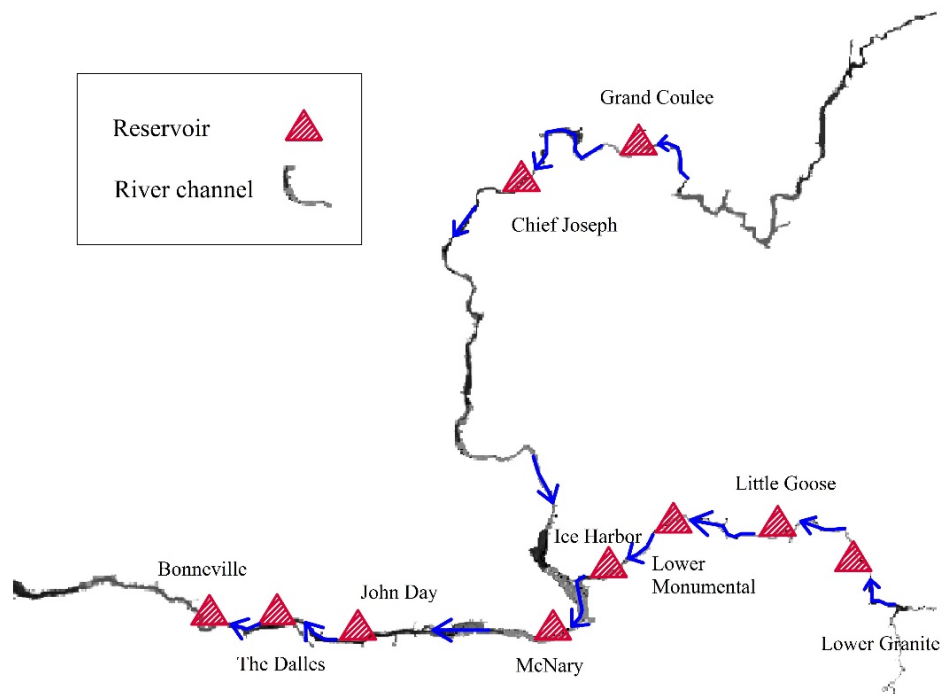 Grand Coulee
Reservoir
River channel
Chief Joseph
Little Goose
Ice Harbor
Lower
Monumental
Bonneville
John Day
Lower Granite
The Dalles
McNary